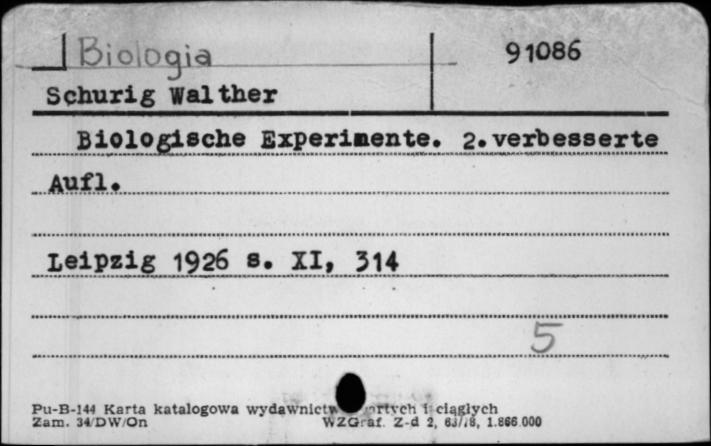 Biologia 91086
Schurig Walther
Biologische Experimente. 2.verbesserte
Aufl.
Leipzig 1926 s. XI, 314
5
Pu-B-144 Karta katalogowa i ciągłych
Zam. 34/DW/On WZGraf. Z-d 2, 1.866.000